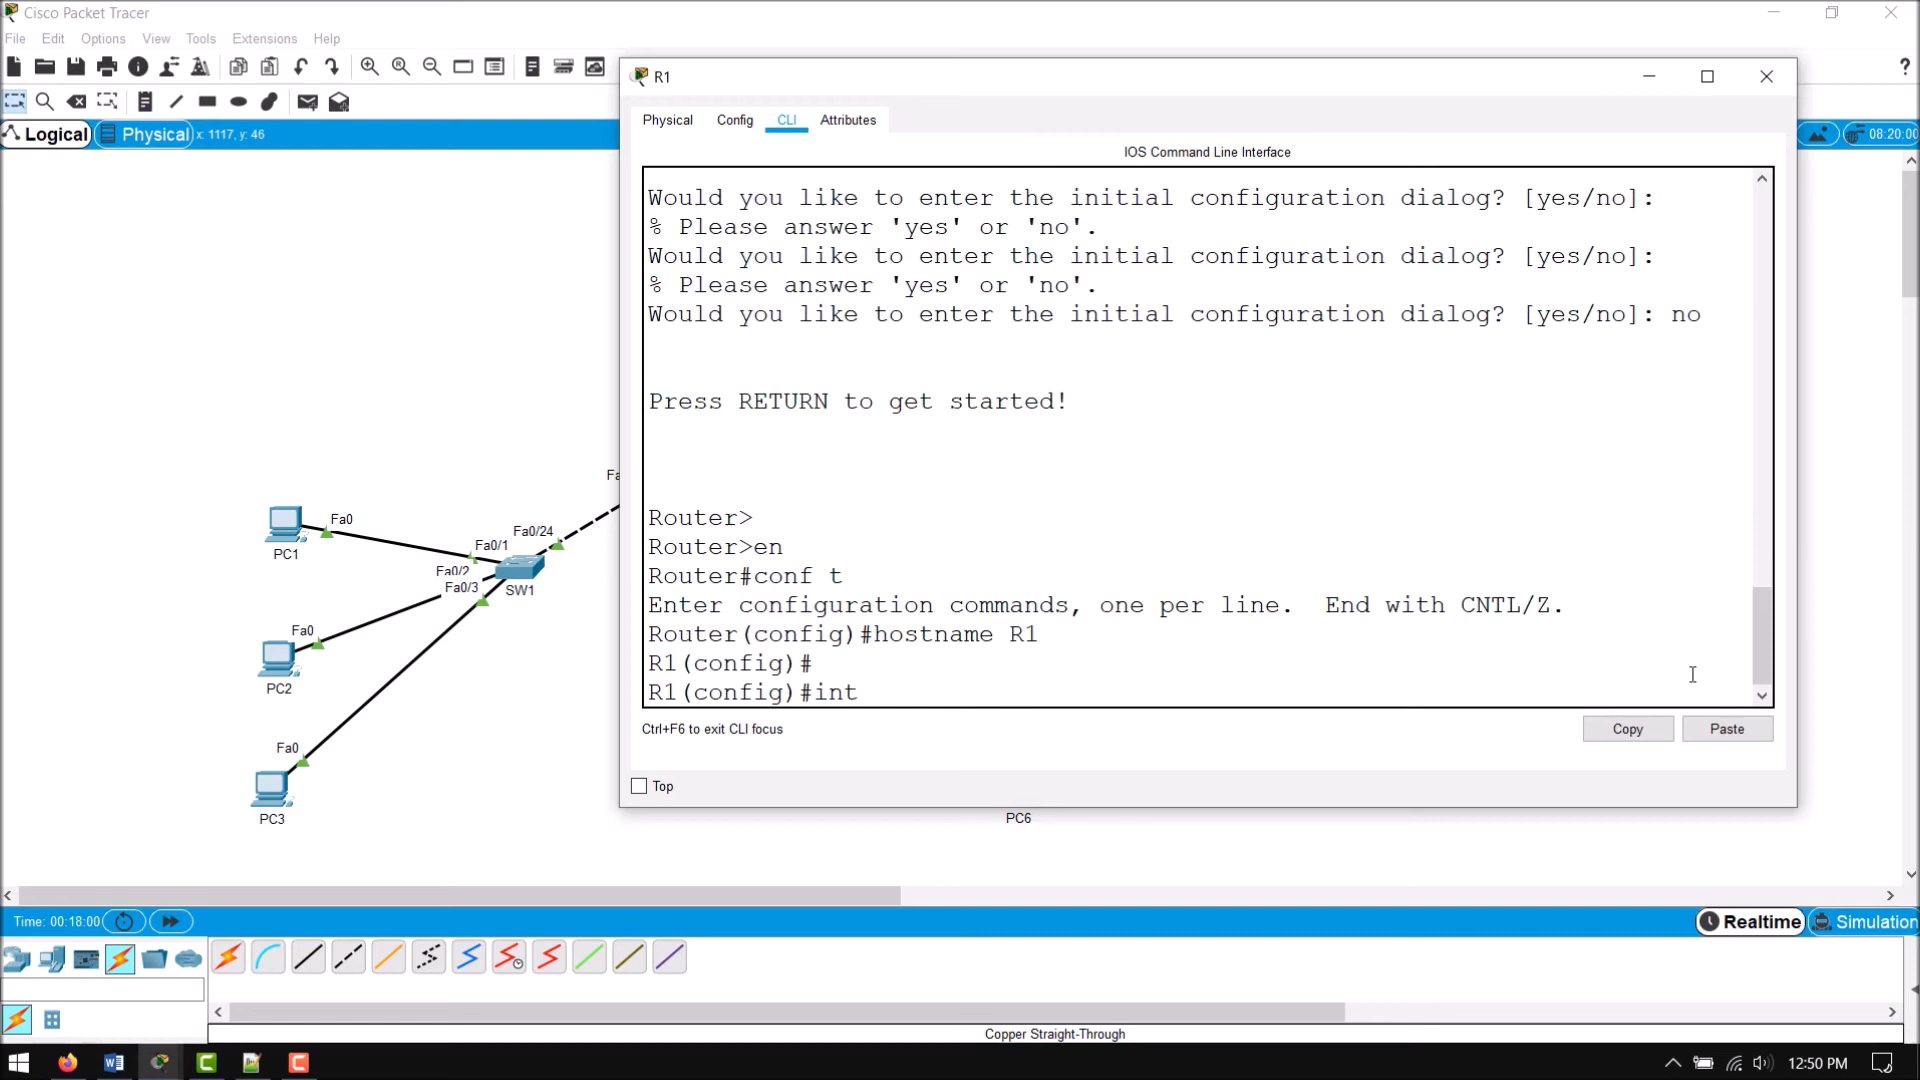 Cisco Packet Tracer
File Edit Options View Tools Extensions Help
?
Logical Physical x: 1117, y: 46
08:20:00
R1
Physical Config CLI Attributes
IOS Command Line Interface
Would you like to enter the initial configuration dialog? [yes/no]:
% Please answer 'yes' or 'no'.
Would you like to enter the initial configuration dialog? [yes/no]:
% Please answer 'yes' or 'no'.
Would you like to enter the initial configuration dialog? [yes/no]: no
Press RETURN to get started!
Router>
Router>en
Router#conf t
Enter configuration commands, one per line. End with CNTL/Z.
Router(config)#hostname R1
R1(config)#
R1(config)#int
Ctrl+F6 to exit CLI focus
Copy Paste
Top
Fa0
PC1
Fa0/1
Fa0/24
Fa0/2
Fa0/3
SW1
Fa0
PC2
Fa0
PC3
PC6
Time: 00:18:00
Realtime Simulation
Copper Straight-Through
12:50 PM